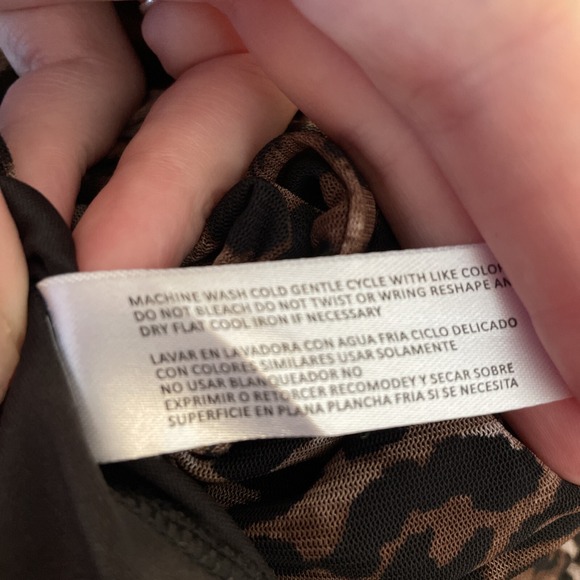 MACHINE WASH COLD GENTLE CYCLE WITH LIKE
DO NOT BLEACH DO NOT TWIST OR WRING RESHAPE
DRY FLAT COOL IRON IF NECESSARY
LAVAR EN LAVADORA CON AGUA FRIA CICLO DELICADO
CON COLORES SIMILARES USAR SOLAMENTE
NO USAR BLANQUEADOR NO
EXPRIMIR O RETORCER RECOMODEY Y SECAR SOBRE
SUPERFICIE EN PLANA PLANCHA FRIA SI SE NECESITA